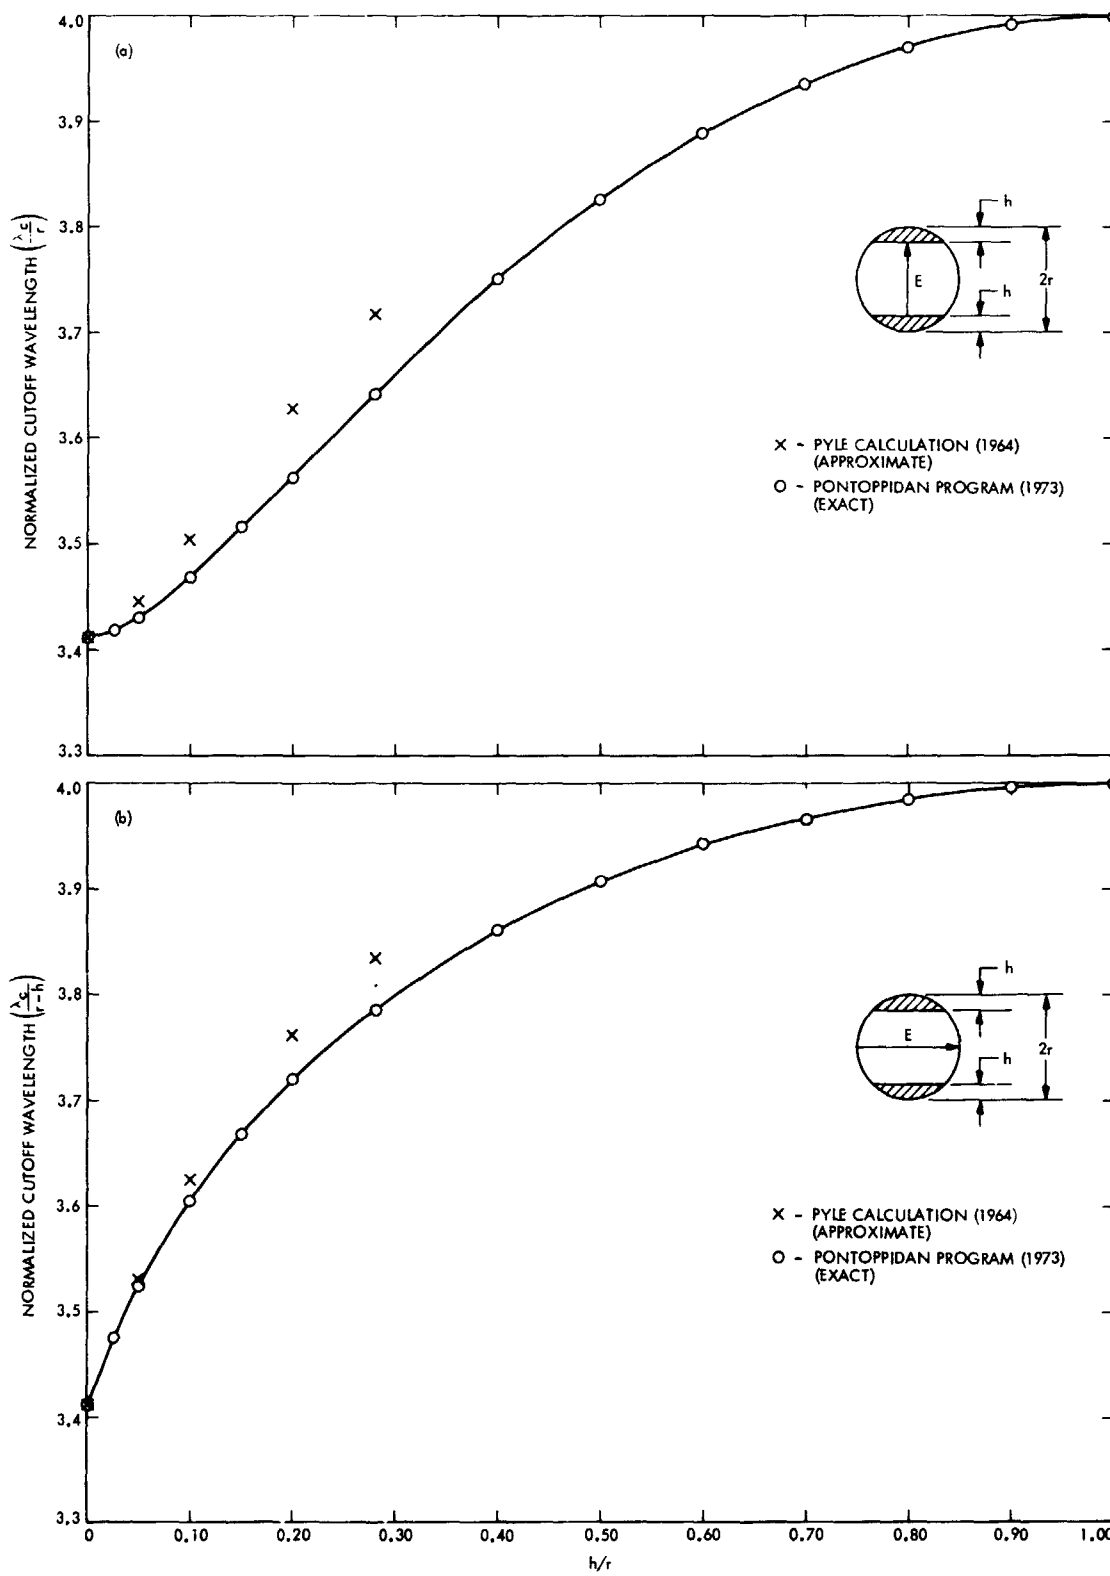 4.0
(a)
3.9
3.8
3.7
3.6
3.5
3.4
3.3
NORMALIZED CUTOFF WAVELENGTH (λc/r)
h
E
2r
h
× - PYLE CALCULATION (1964)
(APPROXIMATE)
O - PONTOPPIDAN PROGRAM (1973)
(EXACT)
4.0
(b)
3.9
3.8
3.7
3.6
3.5
3.4
3.3
NORMALIZED CUTOFF WAVELENGTH (λc/r-h)
h
E
2r
h
× - PYLE CALCULATION (1964)
(APPROXIMATE)
O - PONTOPPIDAN PROGRAM (1973)
(EXACT)
0 0.10 0.20 0.30 0.40 0.50 0.60 0.70 0.80 0.90 1.00
h/r